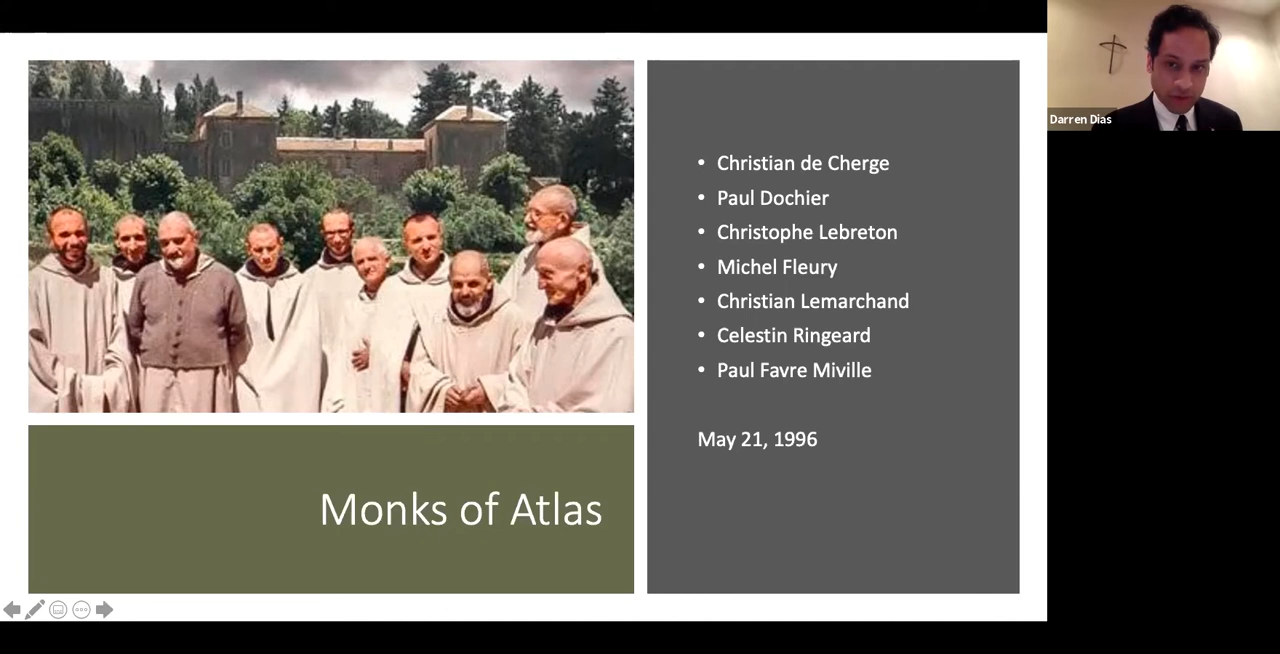 Christian de Cherge
Paul Dochier
Christophe Lebreton
Michel Fleury
Christian Lemarchand
Celestin Ringeard
Paul Favre Miville
May 21, 1996
Monks of Atlas
Darren Dias